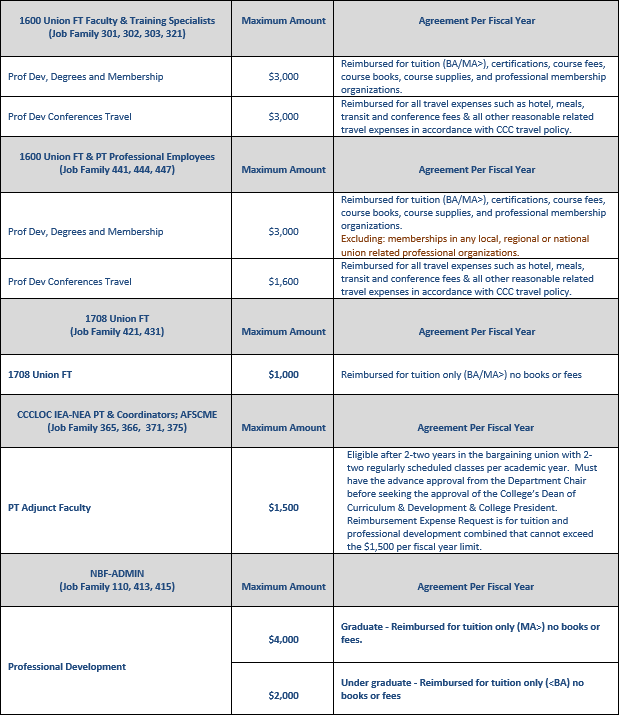 1600 Union FT Faculty & Training Specialists
(Job Family 301, 302, 303, 321)
Maximum Amount
Agreement Per Fiscal Year
Prof Dev, Degrees and Membership
$3,000
Reimbursed for tuition (BA/MA>), certifications, course fees,
course books, course supplies, and professional membership
organizations.
Prof Dev Conferences Travel
$3,000
Reimbursed for all travel expenses such as hotel, meals,
transit and conference fees & all other reasonable related
travel expenses in accordance with CCC travel policy.
1600 Union FT & PT Professional Employees
(Job Family 441, 444, 447)
Maximum Amount
Agreement Per Fiscal Year
Prof Dev, Degrees and Membership
$3,000
Reimbursed for tuition (BA/MA>), certifications, course fees,
course books, course supplies, and professional membership
organizations.
Excluding: memberships in any local, regional or national
union related professional organizations.
Prof Dev Conferences Travel
$1,600
Reimbursed for all travel expenses such as hotel, meals,
transit and conference fees & all other reasonable related
travel expenses in accordance with CCC travel policy.
1708 Union FT
(Job Family 421, 431)
Maximum Amount
Agreement Per Fiscal Year
1708 Union FT
$1,000
Reimbursed for tuition only (BA/MA>) no books or fees
CCCLOC IEA-NEA PT & Coordinators; AFSCME
(Job Family 365, 366, 371, 375)
Maximum Amount
Agreement Per Fiscal Year
PT Adjunct Faculty
$1,500
Eligible after 2-two years in the bargaining union with 2-
two regularly scheduled classes per academic year. Must
have the advance approval from the Department Chair
before seeking the approval of the College's Dean of
Curriculum & Development & College President.
Reimbursement Expense Request is for tuition and
professional development combined that cannot exceed
the $1,500 per fiscal year limit.
NBF-ADMIN
(Job Family 110, 413, 415)
Maximum Amount
Agreement Per Fiscal Year
Professional Development
$4,000
Graduate - Reimbursed for tuition only (MA>) no books or
fees.
$2,000
Under graduate - Reimbursed for tuition only (<BA) no
books or fees